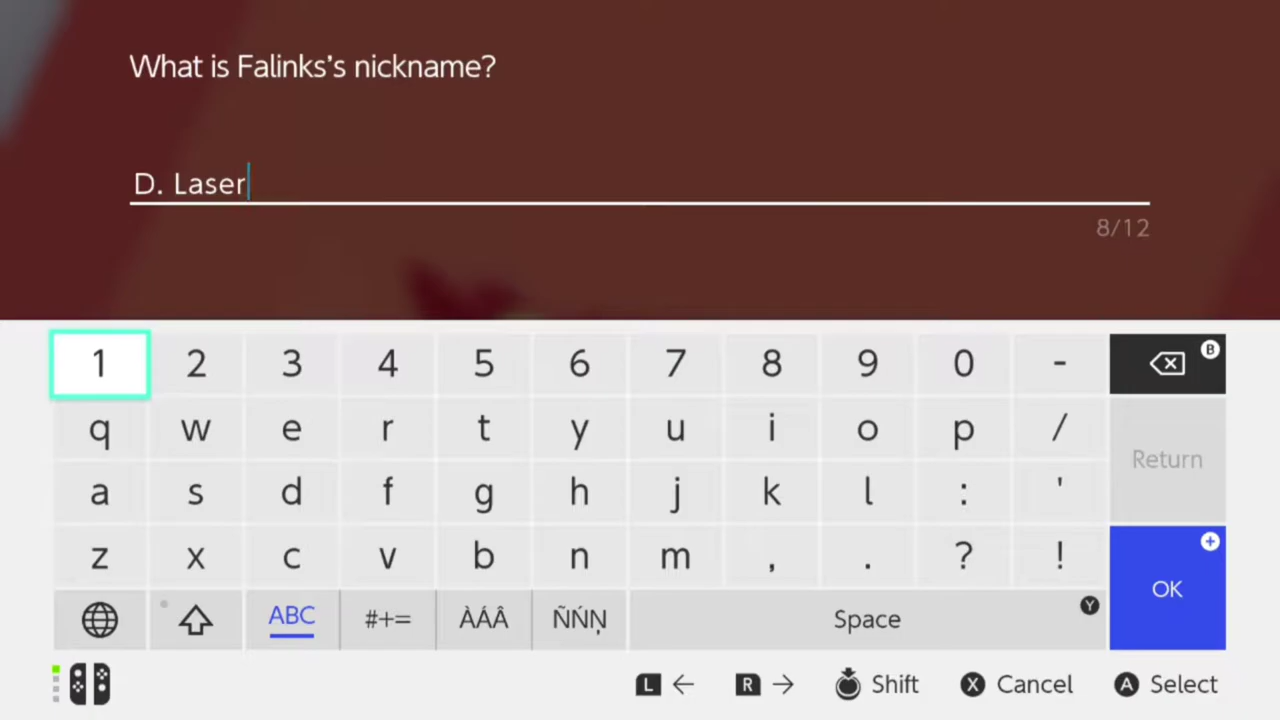 What is Falinks's nickname?
D. Laser
8/12
1 2 3 4 5 6 7 8 9 0 - B
q w e r t y u i o p /
Return
a s d f g h j k l : '
z x c v b n m , . ? ! +
OK
ABC #+= ÀÁÂ ÑŃŅ Space Y
L ← R → Shift X Cancel A Select